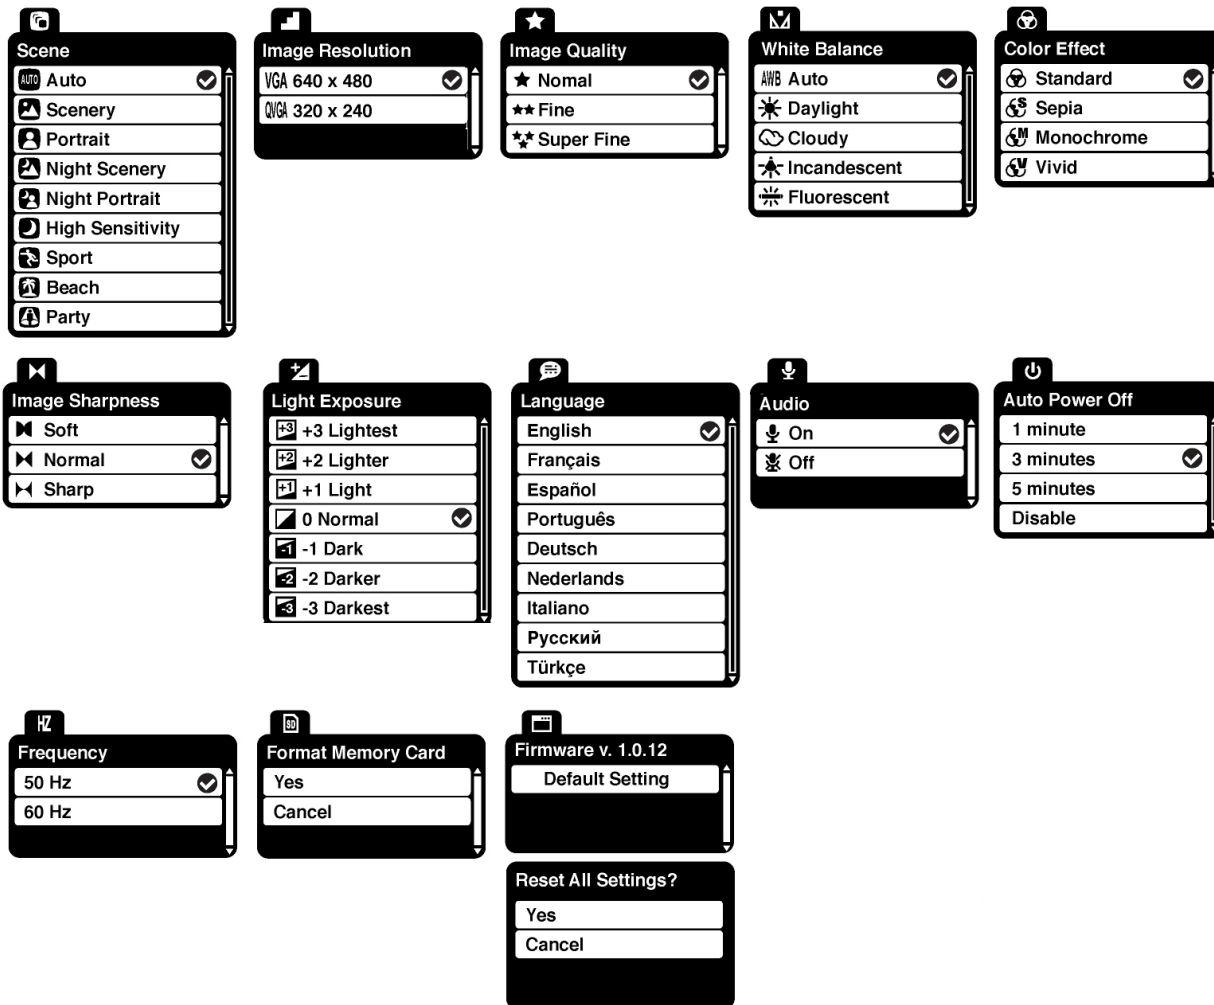 Scene
AUTO Auto
Scenery
Portrait
Night Scenery
Night Portrait
High Sensitivity
Sport
Beach
Party
Image Resolution
VGA 640 x 480
QVGA 320 x 240
Image Quality
Nomal
Fine
Super Fine
White Balance
AWB Auto
Daylight
Cloudy
Incandescent
Fluorescent
Color Effect
Standard
S Sepia
M Monochrome
V Vivid
Image Sharpness
Soft
Normal
Sharp
Light Exposure
+3 +3 Lightest
+2 +2 Lighter
+1 +1 Light
0 Normal
-1 -1 Dark
-2 -2 Darker
-3 -3 Darkest
Language
English
Français
Español
Português
Deutsch
Nederlands
Italiano
Русский
Türkçe
Audio
On
Off
Auto Power Off
1 minute
3 minutes
5 minutes
Disable
HZ
Frequency
50 Hz
60 Hz
SD
Format Memory Card
Yes
Cancel
Firmware v. 1.0.12
Default Setting
Reset All Settings?
Yes
Cancel